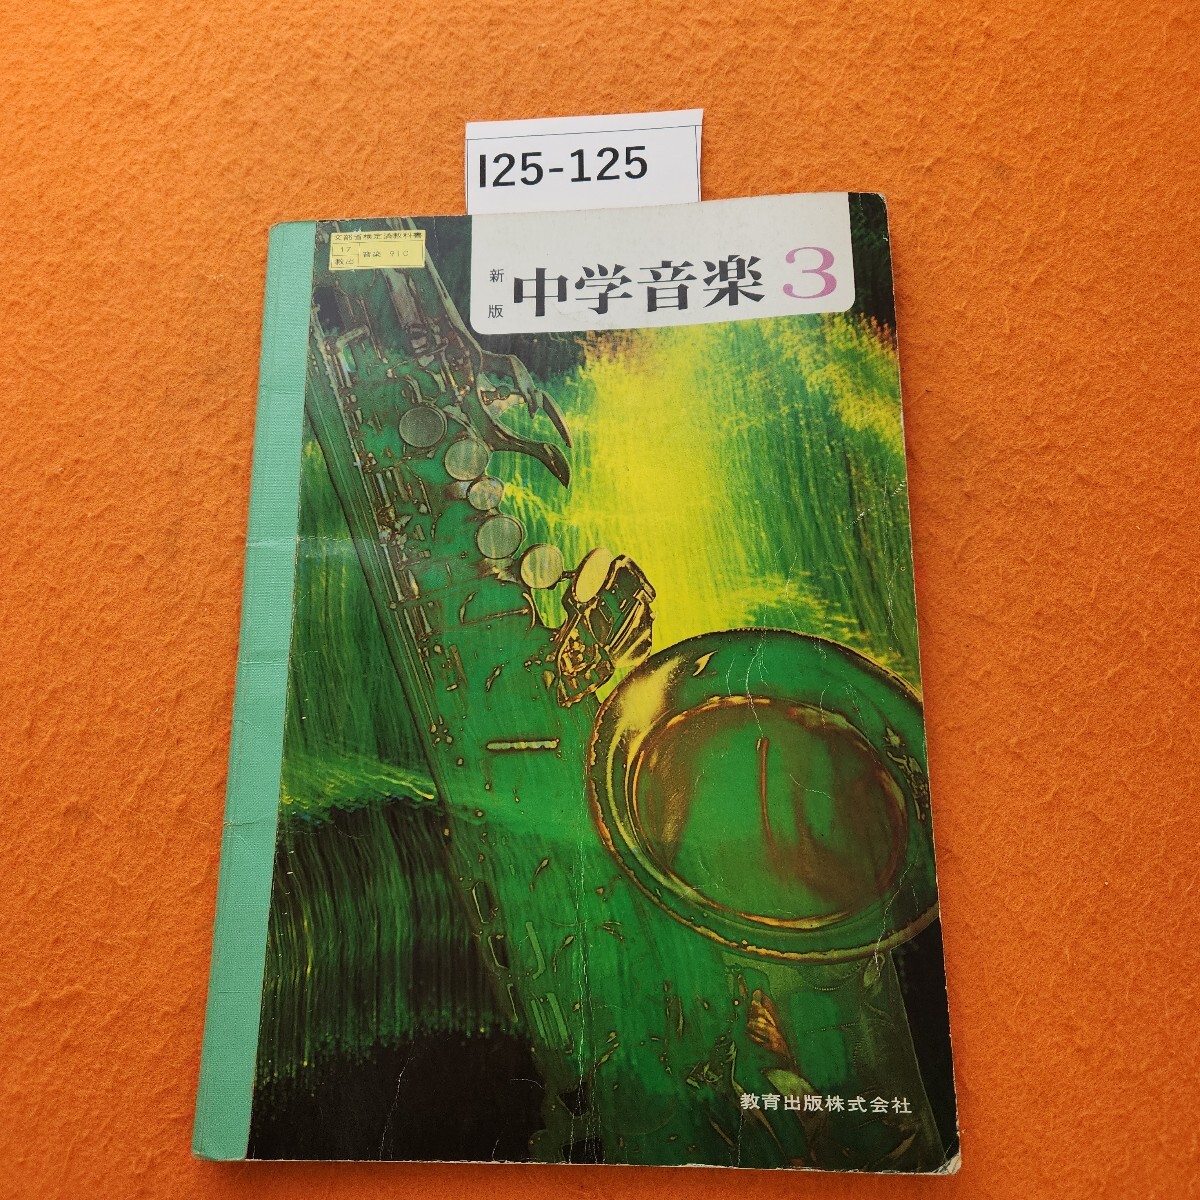 I25-125
文部省検定済教科書
17
教出
音楽 910
新版
中学音楽 3
教育出版株式会社